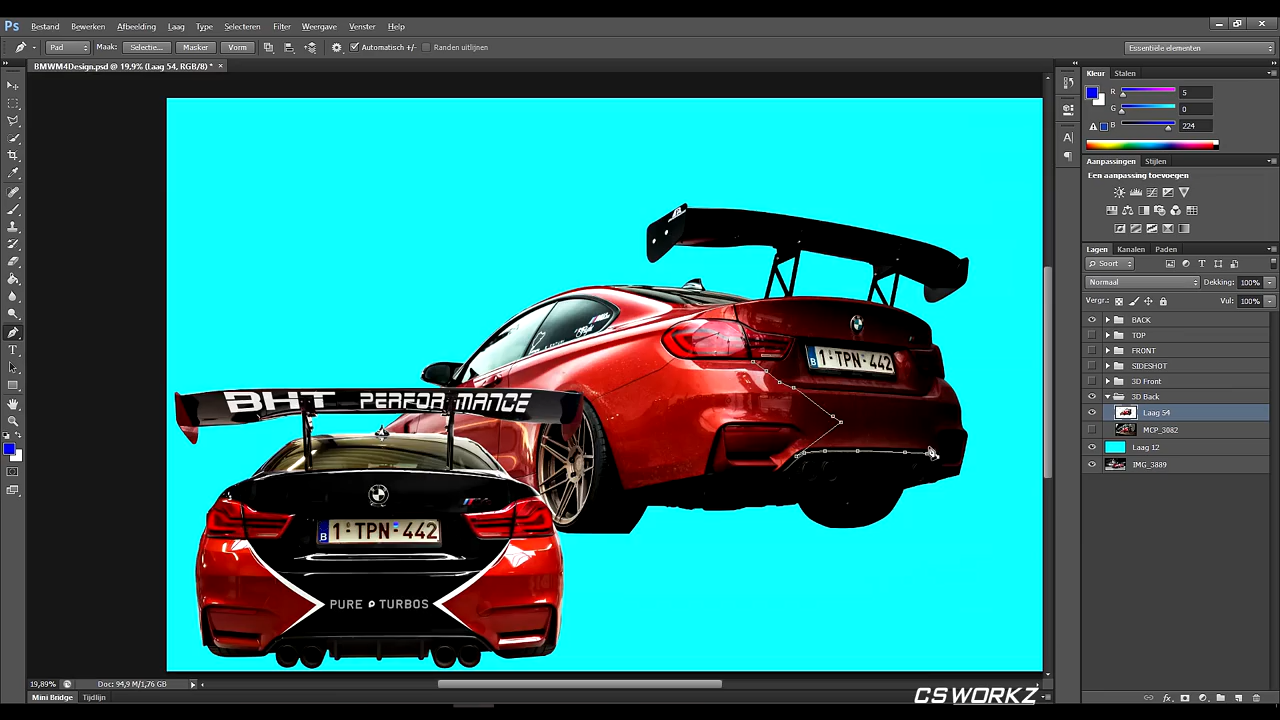 Ps Bestand Bewerken Afbeelding Laag Type Selecteren Filter Weergave Venster Help
Pad Maak: Selectie... Masker Vorm Automatisch +/- Randen uitlijnen Essentiële elementen
BMWM4Design.psd @ 19,9% (Laag 54, RGB/8) * ×
Kleur Stalen
R 5
G 0
B 224
Aanpassingen Stijlen
Een aanpassing toevoegen
Lagen Kanalen Paden
Soort
Normaal Dekking: 100%
Vergr.: Vul: 100%
BACK
TOP
FRONT
SIDESHOT
3D Front
3D Back
Laag 54
MCP_3082
Laag 12
IMG_3889
B 1-TPN-442
BHT PERFORMANCE
B 1-TPN-442
PURE TURBOS
19,89% Doc: 94,9 M/1,76 GB
Mini Bridge Tijdlijn
CSWORKZ